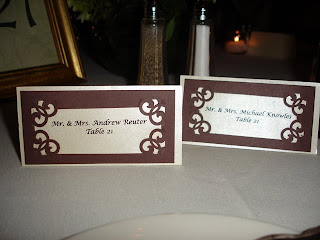 Mr. & Mrs. Andrew Reuter
Table 21
Mr. & Mrs. Michael Knowles
Table 21